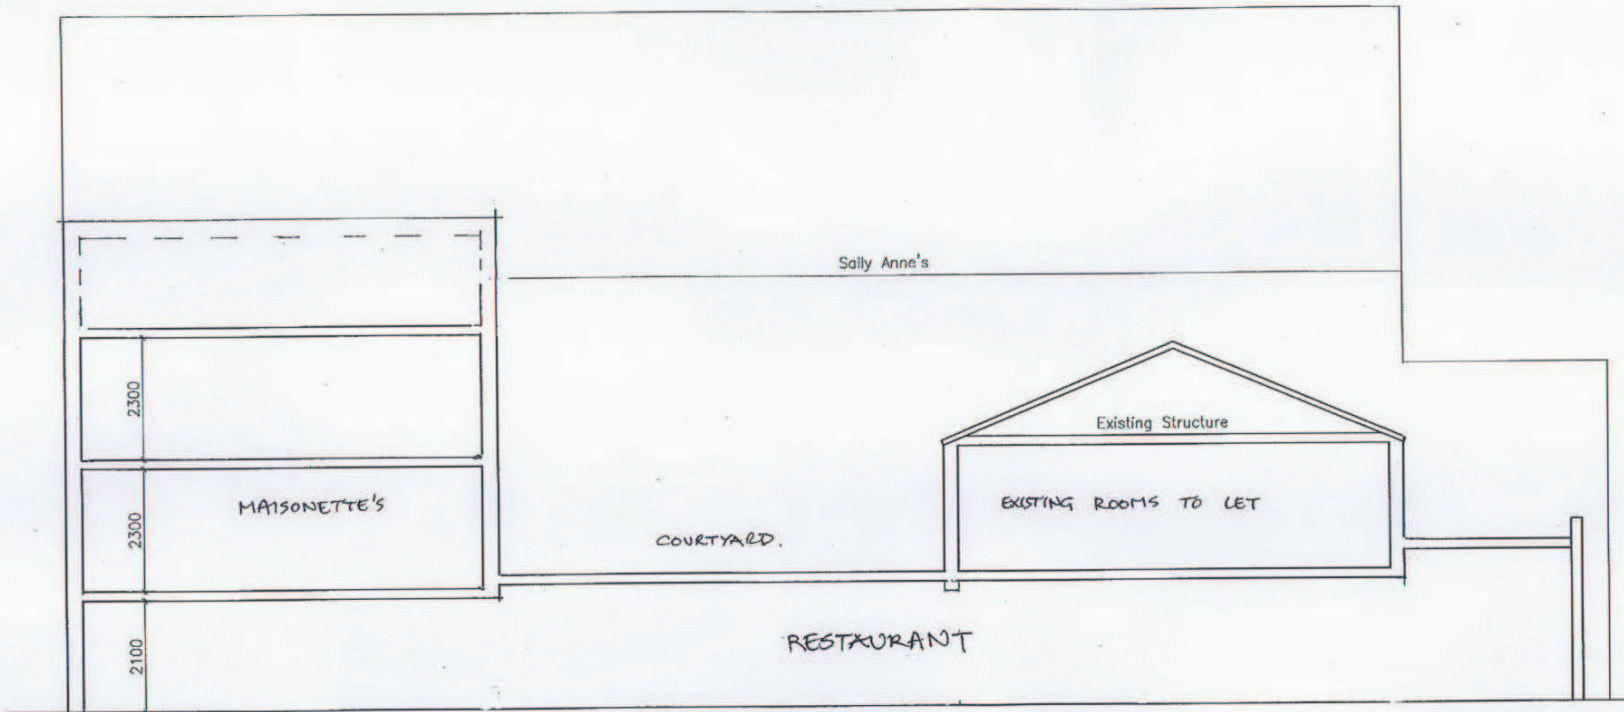 Sally Anne's
2300
Existing Structure
MAISONETTE'S
EXISTING ROOMS TO LET
2300
COURTYARD.
RESTAURANT
2100